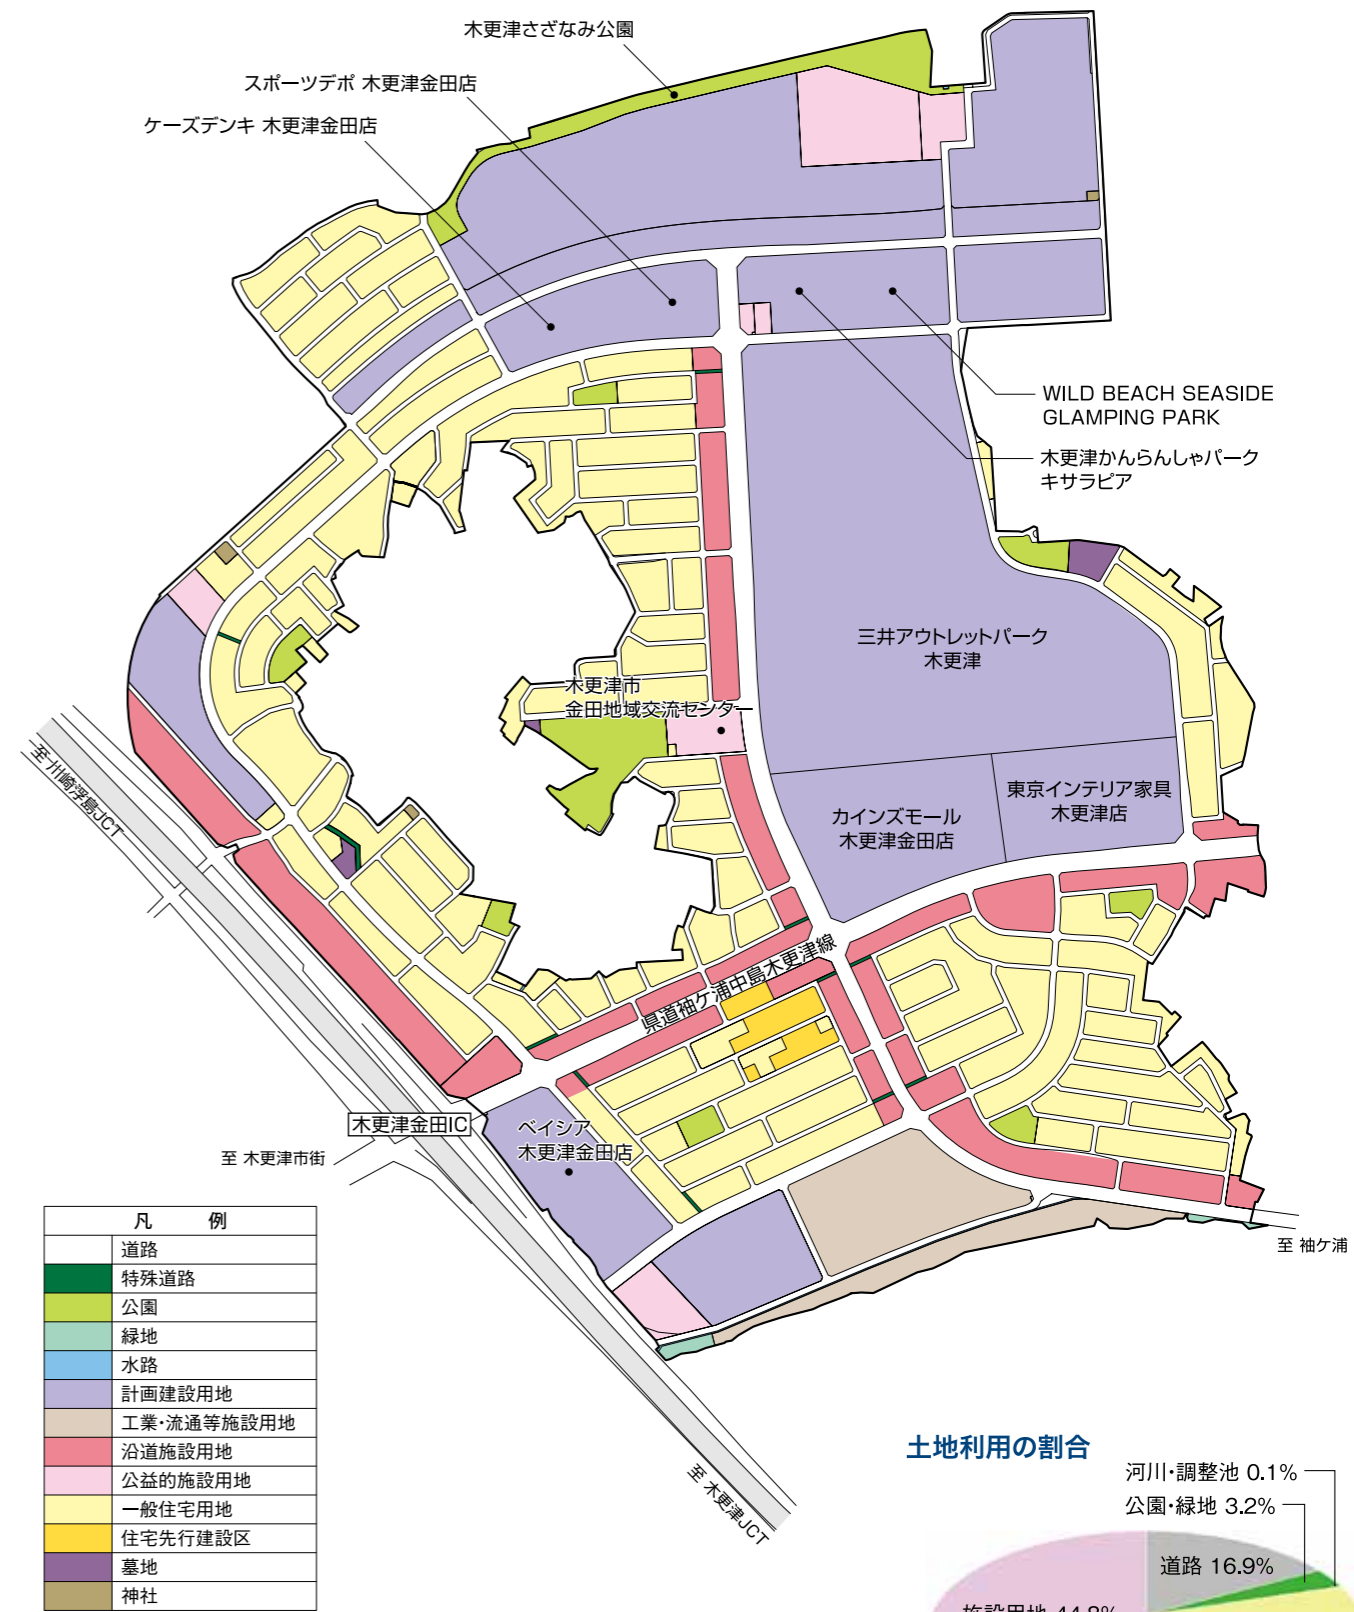 木更津さざなみ公園
スポーツデポ 木更津金田店
ケーズデンキ 木更津金田店
WILD BEACH SEASIDE
GLAMPING PARK
木更津かんらんしゃパーク
キサラピア
三井アウトレットパーク
木更津
木更津市
金田地域交流センター
カインズモール
木更津金田店
東京インテリア家具
木更津店
至 川崎浮島JCT
県道袖ケ浦中島木更津線
木更津金田IC
ベイシア
木更津金田店
至 木更津市街
至 袖ケ浦
至 木更津JCT
凡 例
道路
特殊道路
公園
緑地
水路
計画建設用地
工業・流通等施設用地
沿道施設用地
公益的施設用地
一般住宅用地
住宅先行建設区
墓地
神社
土地利用の割合
河川・調整池 0.1%
公園・緑地 3.2%
道路 16.9%